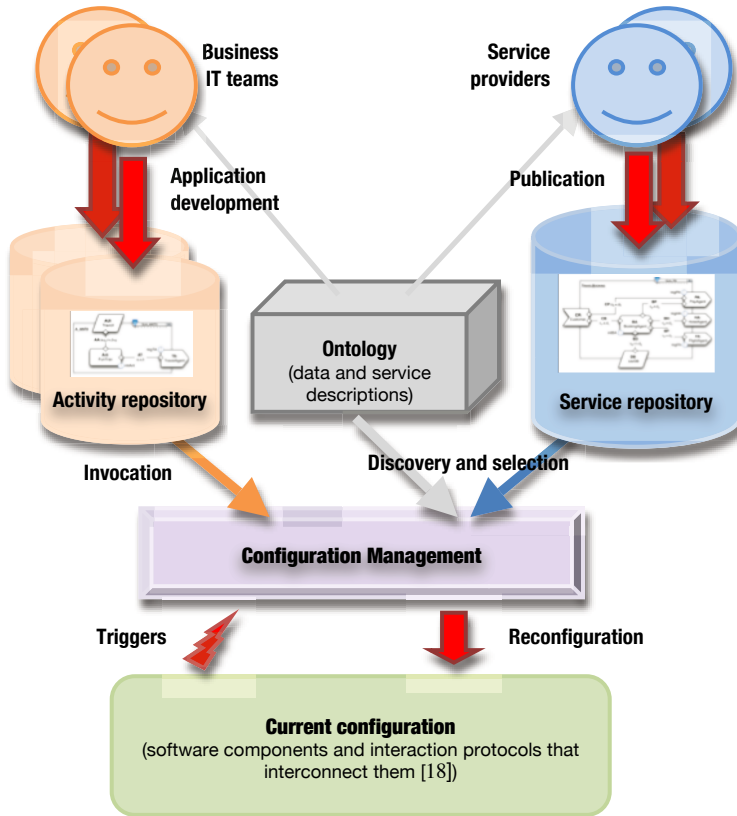 Business
IT teams
Service
providers
Application
development
Publication
Ontology
(data and service
descriptions)
Activity repository
Service repository
Invocation
Discovery and selection
Configuration Management
Triggers
Reconfiguration
Current configuration
(software components and interaction protocols that
interconnect them [18])